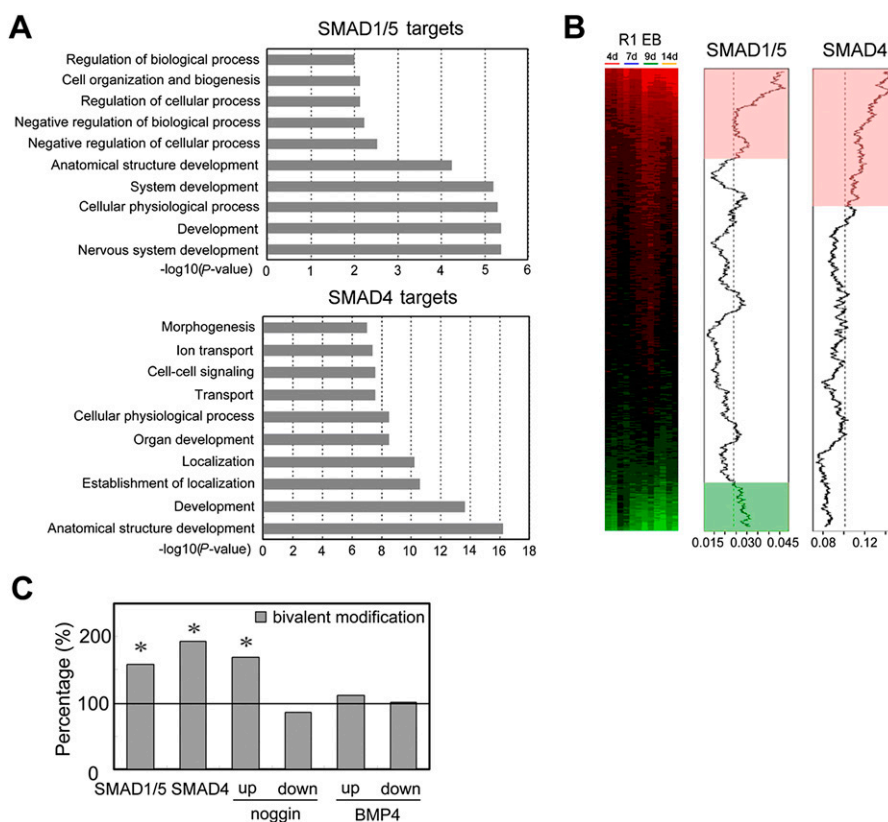 A
SMAD1/5 targets
Regulation of biological process
Cell organization and biogenesis
Regulation of cellular process
Negative regulation of biological process
Negative regulation of cellular process
Anatomical structure development
System development
Cellular physiological process
Development
Nervous system development
-log10(P-value)
0 1 2 3 4 5 6
SMAD4 targets
Morphogenesis
Ion transport
Cell-cell signaling
Transport
Cellular physiological process
Organ development
Localization
Establishment of localization
Development
Anatomical structure development
-log10(P-value)
0 2 4 6 8 10 12 14 16 18
B
R1 EB
4d 7d 9d 14d
SMAD1/5
SMAD4
0.015 0.030 0.045
0.08 0.12
C
bivalent modification
Percentage (%)
200
100
0
* * *
SMAD1/5 SMAD4 up down up down
noggin BMP4